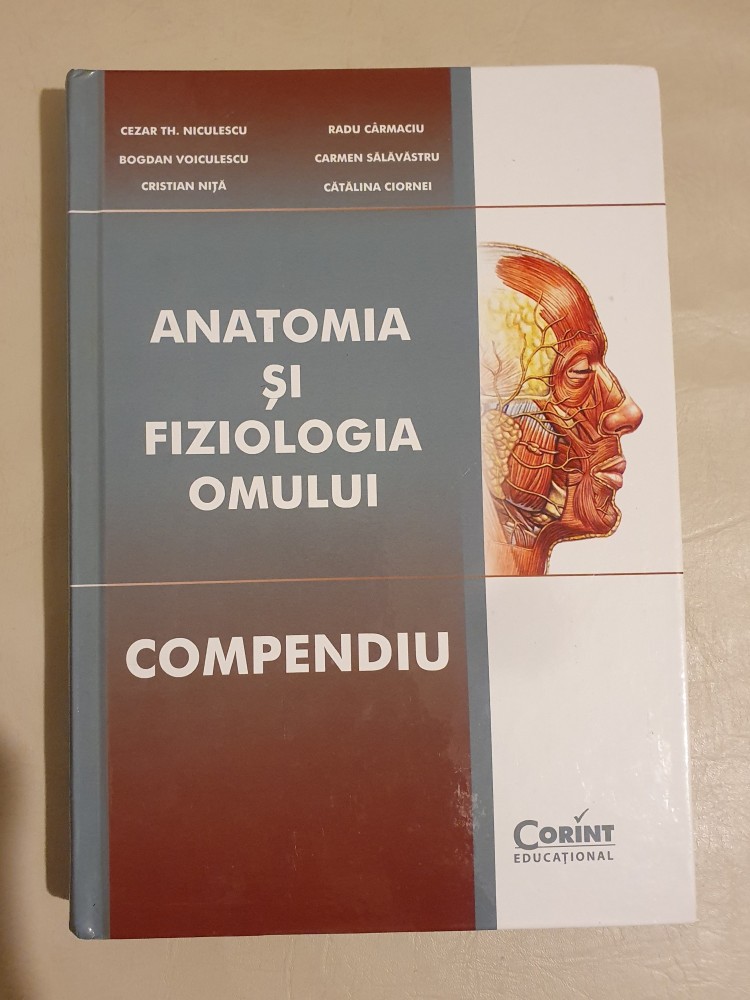 CEZAR TH. NICULESCU
BOGDAN VOICULESCU
CRISTIAN NIȚĂ
RADU CÂRMACIU
CARMEN SĂLĂVĂSTRU
CĂTĂLINA CIORNEI
ANATOMIA
ȘI
FIZIOLOGIA
OMULUI
COMPENDIU
CORINT
EDUCAȚIONAL